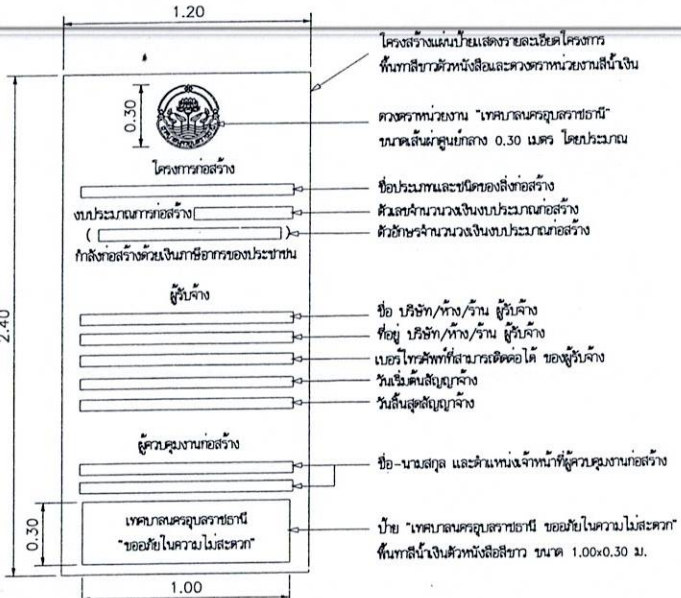 1.20
โครงสร้างแผ่นป้ายแสดงรายละเอียดโครงการ
พื้นทาสีขาวตัวหนังสือและดวงตราหน่วยงานสีน้ำเงิน
0.30
ดวงตราหน่วยงาน "เทศบาลนครอุบลราชธานี"
ขนาดเส้นผ่าศูนย์กลาง 0.30 เมตร โดยประมาณ
โครงการก่อสร้าง
ชื่อประเภทและชนิดของสิ่งก่อสร้าง
งบประมาณการก่อสร้าง
ตัวเลขจำนวนวงเงินงบประมาณก่อสร้าง
( )
ตัวอักษรจำนวนวงเงินงบประมาณก่อสร้าง
กำลังก่อสร้างด้วยเงินภาษีอากรของประชาชน
2.40
ผู้รับจ้าง
ชื่อ บริษัท/ห้าง/ร้าน ผู้รับจ้าง
ที่อยู่ บริษัท/ห้าง/ร้าน ผู้รับจ้าง
เบอร์โทรศัพท์ที่สามารถติดต่อได้ ของผู้รับจ้าง
วันเริ่มต้นสัญญาจ้าง
วันสิ้นสุดสัญญาจ้าง
ผู้ควบคุมงานก่อสร้าง
ชื่อ-นามสกุล และตำแหน่งเจ้าหน้าที่ผู้ควบคุมงานก่อสร้าง
0.30
เทศบาลนครอุบลราชธานี
"ขออภัยในความไม่สะดวก"
ป้าย "เทศบาลนครอุบลราชธานี ขออภัยในความไม่สะดวก"
พื้นทาสีน้ำเงินตัวหนังสือสีขาว ขนาด 1.00x0.30 ม.
1.00